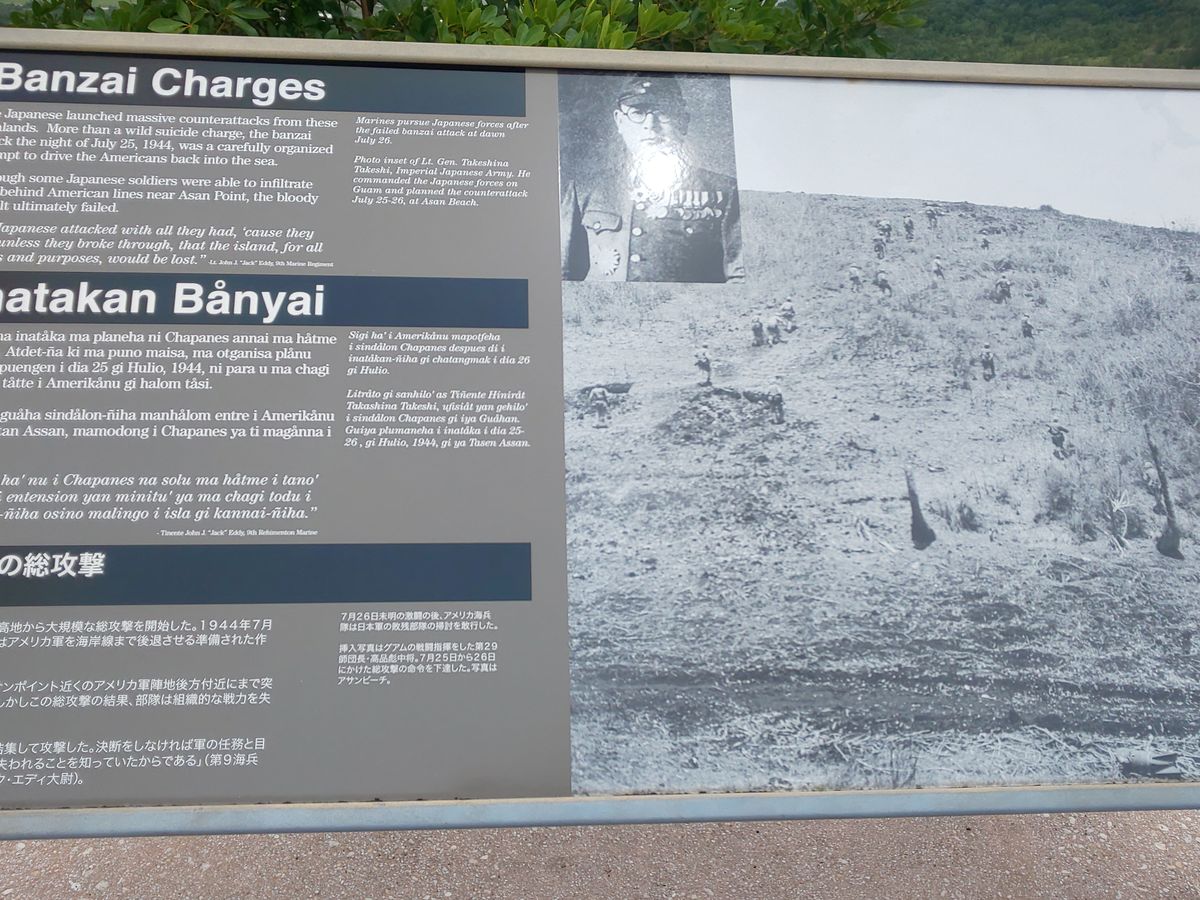 Banzai Charges
Japanese launched massive counterattacks from these
lands. More than a wild suicide charge, the banzai
ck the night of July 25, 1944, was a carefully organized
mpt to drive the Americans back into the sea.
ough some Japanese soldiers were able to infiltrate
behind American lines near Asan Point, the bloody
lt ultimately failed.
Japanese attacked with all they had, 'cause they
unless they broke through, that the island, for all
s and purposes, would be lost." -Lt. John J. "Jack" Eddy, 9th Marine Regiment
Marines pursue Japanese forces after
the failed banzai attack at dawn
July 26.
Photo inset of Lt. Gen. Takeshina
Takeshi, Imperial Japanese Army. He
commanded the Japanese forces on
Guam and planned the counterattack
July 25-26, at Asan Beach.
natakan Bånyai
na inatåka ma planeha ni Chapanes annai ma håtme
. Atdet-ña ki ma puno maisa, ma otganisa plånu
puengen i dia 25 gi Hulio, 1944, ni para u ma chagi
tåtte i Amerikånu gi halom tåsi.
guåha sindålon-ñiha manhålom entre i Amerikånu
tan Assan, mamodong i Chapanes ya ti magånna i
ha' nu i Chapanes na solu ma håtme i tano'
i entension yan minitu' ya ma chagi todu i
-ñiha osino malingo i isla gi kannai-ñiha."
- Tinente John J. "Jack" Eddy, 9th Rehimenton Marine
Sigi ha' i Amerikånu mapotfeha
i sindålon Chapanes despues di i
inatåkan-ñiha gi chatangmak i dia 26
gi Hulio.
Litråto gi sanhilo' as Tiñente Hiniråt
Takashina Takeshi, ufisiåt yan gehilo'
i sindålon Chapanes gi iya Guåhan.
Guiya plumaneha i inatåka i dia 25-
26 , gi Hulio, 1944, gi ya Tasen Assan.
の総攻撃
高地から大規模な総攻撃を開始した。1944年7月
はアメリカ軍を海岸線まで後退させる準備された作
サンポイント近くのアメリカ軍陣地後方付近にまで突
しかしこの総攻撃の結果、部隊は組織的な戦力を失
結集して攻撃した。決断をしなければ軍の任務と目
失われることを知っていたからである」(第9海兵
ク・エディ大尉)。
7月26日未明の激闘の後、アメリカ海兵
隊は日本軍の敗残部隊の掃討を敢行した。
挿入写真はグアムの戦闘指揮をした第29
師団長・高品彪中将。7月25日から26日
にかけた総攻撃の命令を下達した。写真は
アサンビーチ。